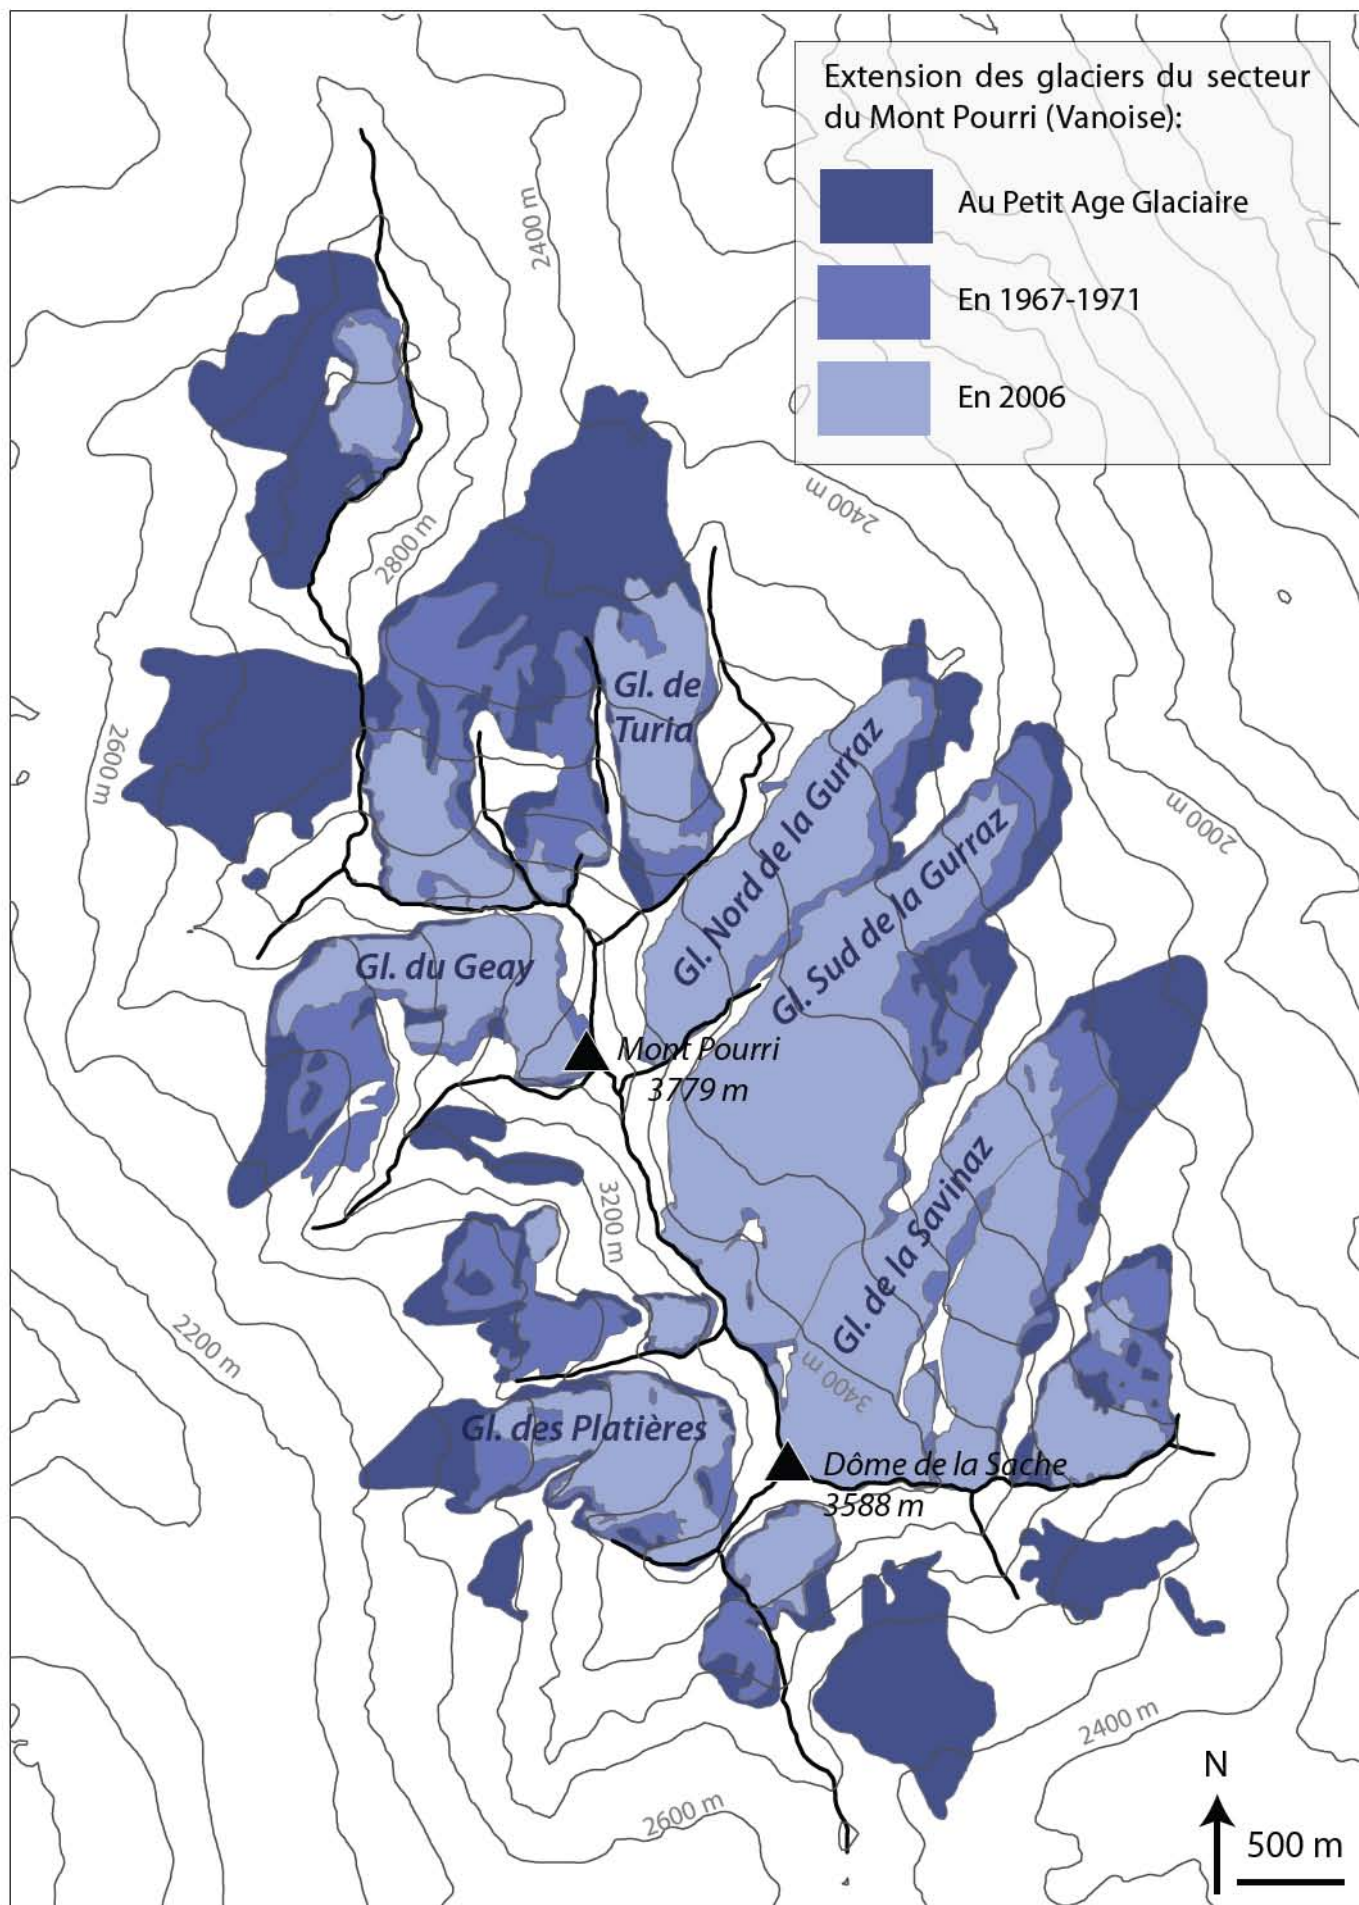 Extension des glaciers du secteur
du Mont Pourri (Vanoise):
Au Petit Age Glaciaire
En 1967-1971
En 2006
2400 m
2400 m
2800 m
Gl. de
Turia
2600 m
Gl. Nord de la Gurraz
2000 m
Gl. Sud de la Gurraz
Gl. du Geay
Mont Pourri
3779 m
3200 m
Gl. de la Savinaz
2200 m
3400 m
Gl. des Platières
Dôme de la Sache
3588 m
2400 m
2600 m
N
500 m